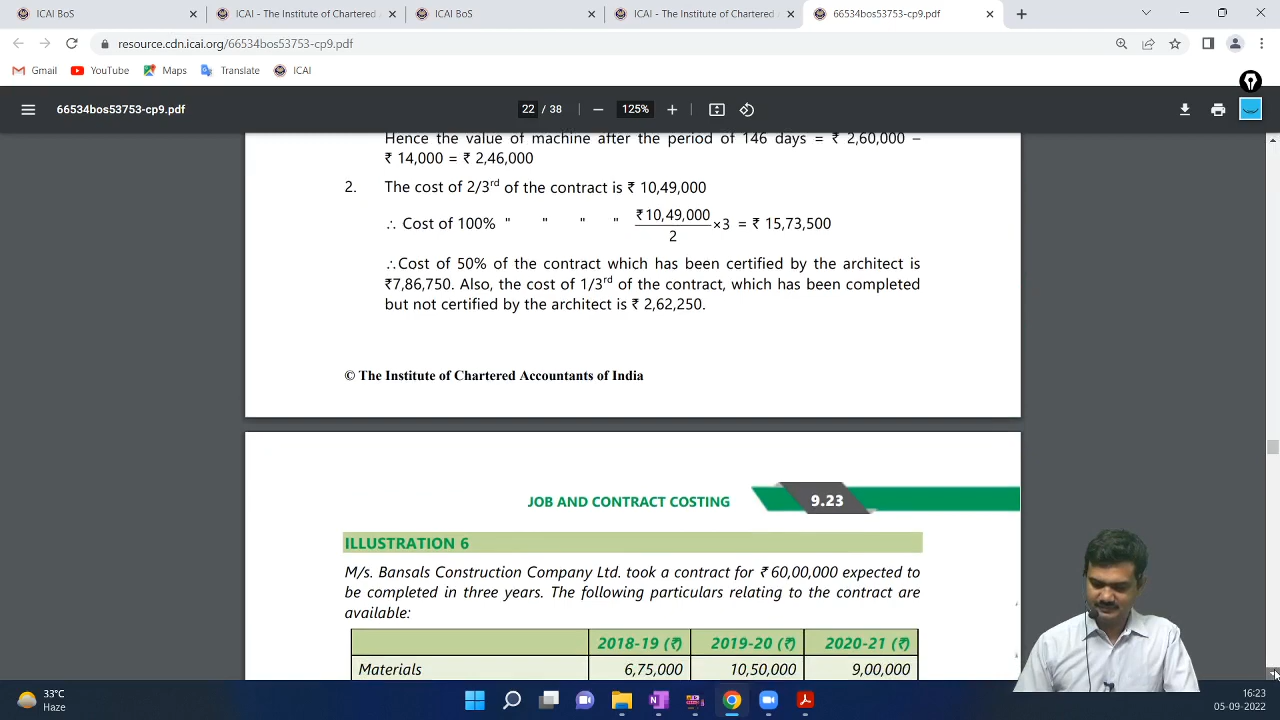 ICAI BoS
ICAI - The Institute of Chartered
ICAI BoS
ICAI - The Institute of Chartered
66534bos53753-cp9.pdf
resource.cdn.icai.org/66534bos53753-cp9.pdf
Gmail
YouTube
Maps
Translate
ICAI
66534bos53753-cp9.pdf
22 / 38
125%
Hence the value of machine after the period of 146 days = ₹ 2,60,000 –
₹ 14,000 = ₹ 2,46,000
2. The cost of 2/3rd of the contract is ₹ 10,49,000
∴ Cost of 100% " " " " ₹10,49,000/2 ×3 = ₹ 15,73,500
∴Cost of 50% of the contract which has been certified by the architect is
₹7,86,750. Also, the cost of 1/3rd of the contract, which has been completed
but not certified by the architect is ₹ 2,62,250.
© The Institute of Chartered Accountants of India
JOB AND CONTRACT COSTING 9.23
ILLUSTRATION 6
M/s. Bansals Construction Company Ltd. took a contract for ₹ 60,00,000 expected to
be completed in three years. The following particulars relating to the contract are
available:
2018-19 (₹) 2019-20 (₹) 2020-21 (₹)
Materials 6,75,000 10,50,000 9,00,000
33°C
Haze
16:23
05-09-2022